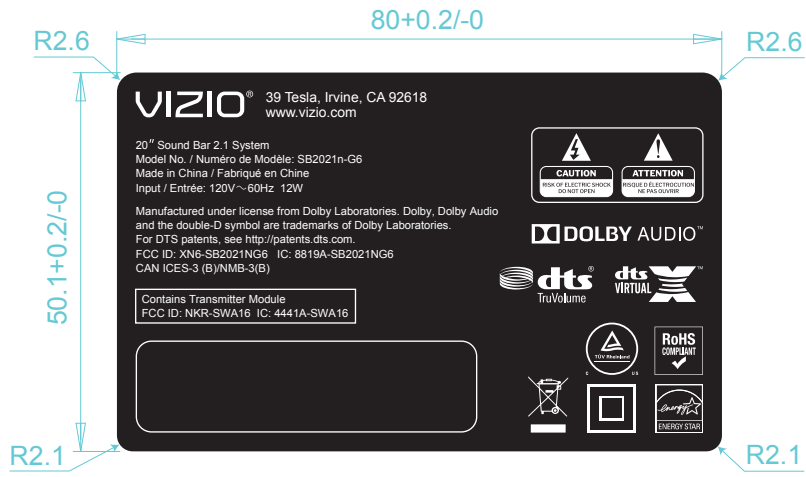 80+0.2/-0
R2.6
R2.6
50.1+0.2/-0
VIZIO®
39 Tesla, Irvine, CA 92618
www.vizio.com
20″ Sound Bar 2.1 System
Model No. / Numéro de Modèle: SB2021n-G6
Made in China / Fabriqué en Chine
Input / Entrée: 120V～60Hz 12W
Manufactured under license from Dolby Laboratories. Dolby, Dolby Audio
and the double-D symbol are trademarks of Dolby Laboratories.
For DTS patents, see http://patents.dts.com.
FCC ID: XN6-SB2021NG6 IC: 8819A-SB2021NG6
CAN ICES-3 (B)/NMB-3(B)
Contains Transmitter Module
FCC ID: NKR-SWA16 IC: 4441A-SWA16
CAUTION
RISK OF ELECTRIC SHOCK
DO NOT OPEN
ATTENTION
RISQUE D ÉLECTROCUTION
NE PAS OUVRIR
DOLBY AUDIO™
dts®
TruVolume
dts X™
VIRTUAL
TÜV Rheinland
C US
RoHS
COMPLIANT
energy
ENERGY STAR
R2.1
R2.1